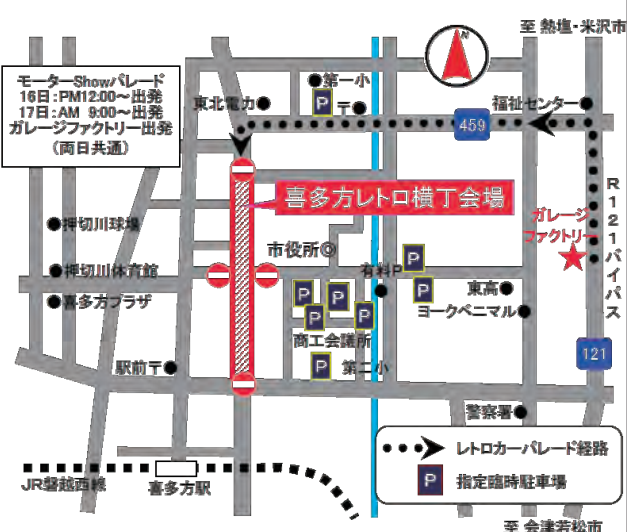 至 熱塩・米沢市
N
モーターShowパレード
16日：PM12:00～出発
17日：AM 9:00～出発
ガレージファクトリー出発
（両日共通）
第一小
P
〒
東北電力
福祉センター
459
喜多方レトロ横丁会場
R121バイパス
ガレージ
ファクトリー
押切川球場
市役所◎
押切川体育館
有料P
P
P
東高
喜多方プラザ
P
P
P
P
ヨークベニマル
商工会議所
121
駅前〒
P
第二小
警察署
レトロカーパレード経路
P
指定臨時駐車場
JR磐越西線
喜多方駅
至 会津若松市